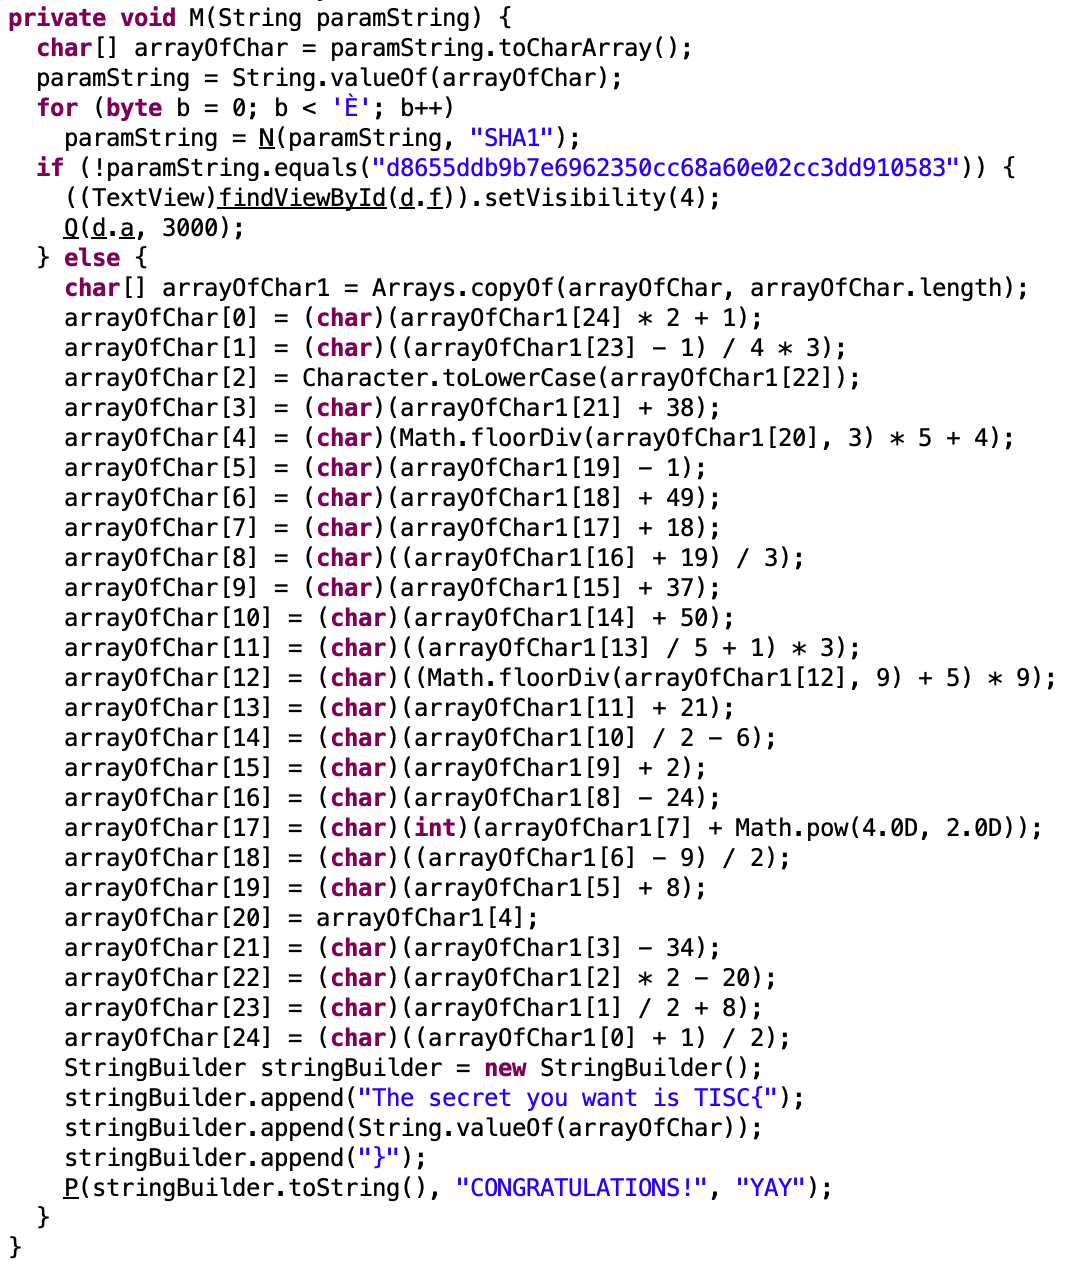 private void M(String paramString) {
  char[] arrayOfChar = paramString.toCharArray();
  paramString = String.valueOf(arrayOfChar);
  for (byte b = 0; b < 'È'; b++)
    paramString = N(paramString, "SHA1");
  if (!paramString.equals("d8655ddb9b7e6962350cc68a60e02cc3dd910583")) {
    ((TextView)findViewById(d.f)).setVisibility(4);
    Q(d.a, 3000);
  } else {
    char[] arrayOfChar1 = Arrays.copyOf(arrayOfChar, arrayOfChar.length);
    arrayOfChar[0] = (char)(arrayOfChar1[24] * 2 + 1);
    arrayOfChar[1] = (char)((arrayOfChar1[23] - 1) / 4 * 3);
    arrayOfChar[2] = Character.toLowerCase(arrayOfChar1[22]);
    arrayOfChar[3] = (char)(arrayOfChar1[21] + 38);
    arrayOfChar[4] = (char)(Math.floorDiv(arrayOfChar1[20], 3) * 5 + 4);
    arrayOfChar[5] = (char)(arrayOfChar1[19] - 1);
    arrayOfChar[6] = (char)(arrayOfChar1[18] + 49);
    arrayOfChar[7] = (char)(arrayOfChar1[17] + 18);
    arrayOfChar[8] = (char)((arrayOfChar1[16] + 19) / 3);
    arrayOfChar[9] = (char)(arrayOfChar1[15] + 37);
    arrayOfChar[10] = (char)(arrayOfChar1[14] + 50);
    arrayOfChar[11] = (char)((arrayOfChar1[13] / 5 + 1) * 3);
    arrayOfChar[12] = (char)((Math.floorDiv(arrayOfChar1[12], 9) + 5) * 9);
    arrayOfChar[13] = (char)(arrayOfChar1[11] + 21);
    arrayOfChar[14] = (char)(arrayOfChar1[10] / 2 - 6);
    arrayOfChar[15] = (char)(arrayOfChar1[9] + 2);
    arrayOfChar[16] = (char)(arrayOfChar1[8] - 24);
    arrayOfChar[17] = (char)(int)(arrayOfChar1[7] + Math.pow(4.0D, 2.0D));
    arrayOfChar[18] = (char)((arrayOfChar1[6] - 9) / 2);
    arrayOfChar[19] = (char)(arrayOfChar1[5] + 8);
    arrayOfChar[20] = arrayOfChar1[4];
    arrayOfChar[21] = (char)(arrayOfChar1[3] - 34);
    arrayOfChar[22] = (char)(arrayOfChar1[2] * 2 - 20);
    arrayOfChar[23] = (char)(arrayOfChar1[1] / 2 + 8);
    arrayOfChar[24] = (char)((arrayOfChar1[0] + 1) / 2);
    StringBuilder stringBuilder = new StringBuilder();
    stringBuilder.append("The secret you want is TISC{");
    stringBuilder.append(String.valueOf(arrayOfChar));
    stringBuilder.append("}");
    P(stringBuilder.toString(), "CONGRATULATIONS!", "YAY");
  }
}